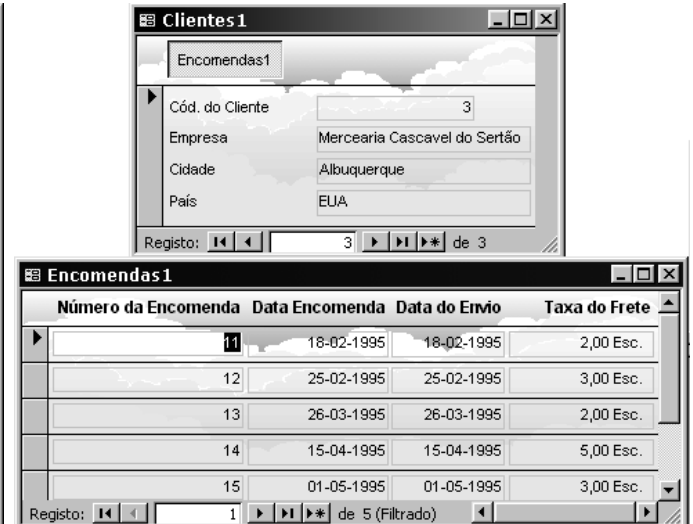 Clientes1
Encomendas1
Cód. do Cliente 3
Empresa Mercearia Cascavel do Sertão
Cidade Albuquerque
País EUA
Registo: 3 de 3
Encomendas1
Número da Encomenda Data Encomenda Data do Envio Taxa do Frete
11 18-02-1995 18-02-1995 2,00 Esc.
12 25-02-1995 25-02-1995 3,00 Esc.
13 26-03-1995 26-03-1995 2,00 Esc.
14 15-04-1995 15-04-1995 5,00 Esc.
15 01-05-1995 01-05-1995 3,00 Esc.
Registo: 1 de 5 (Filtrado)